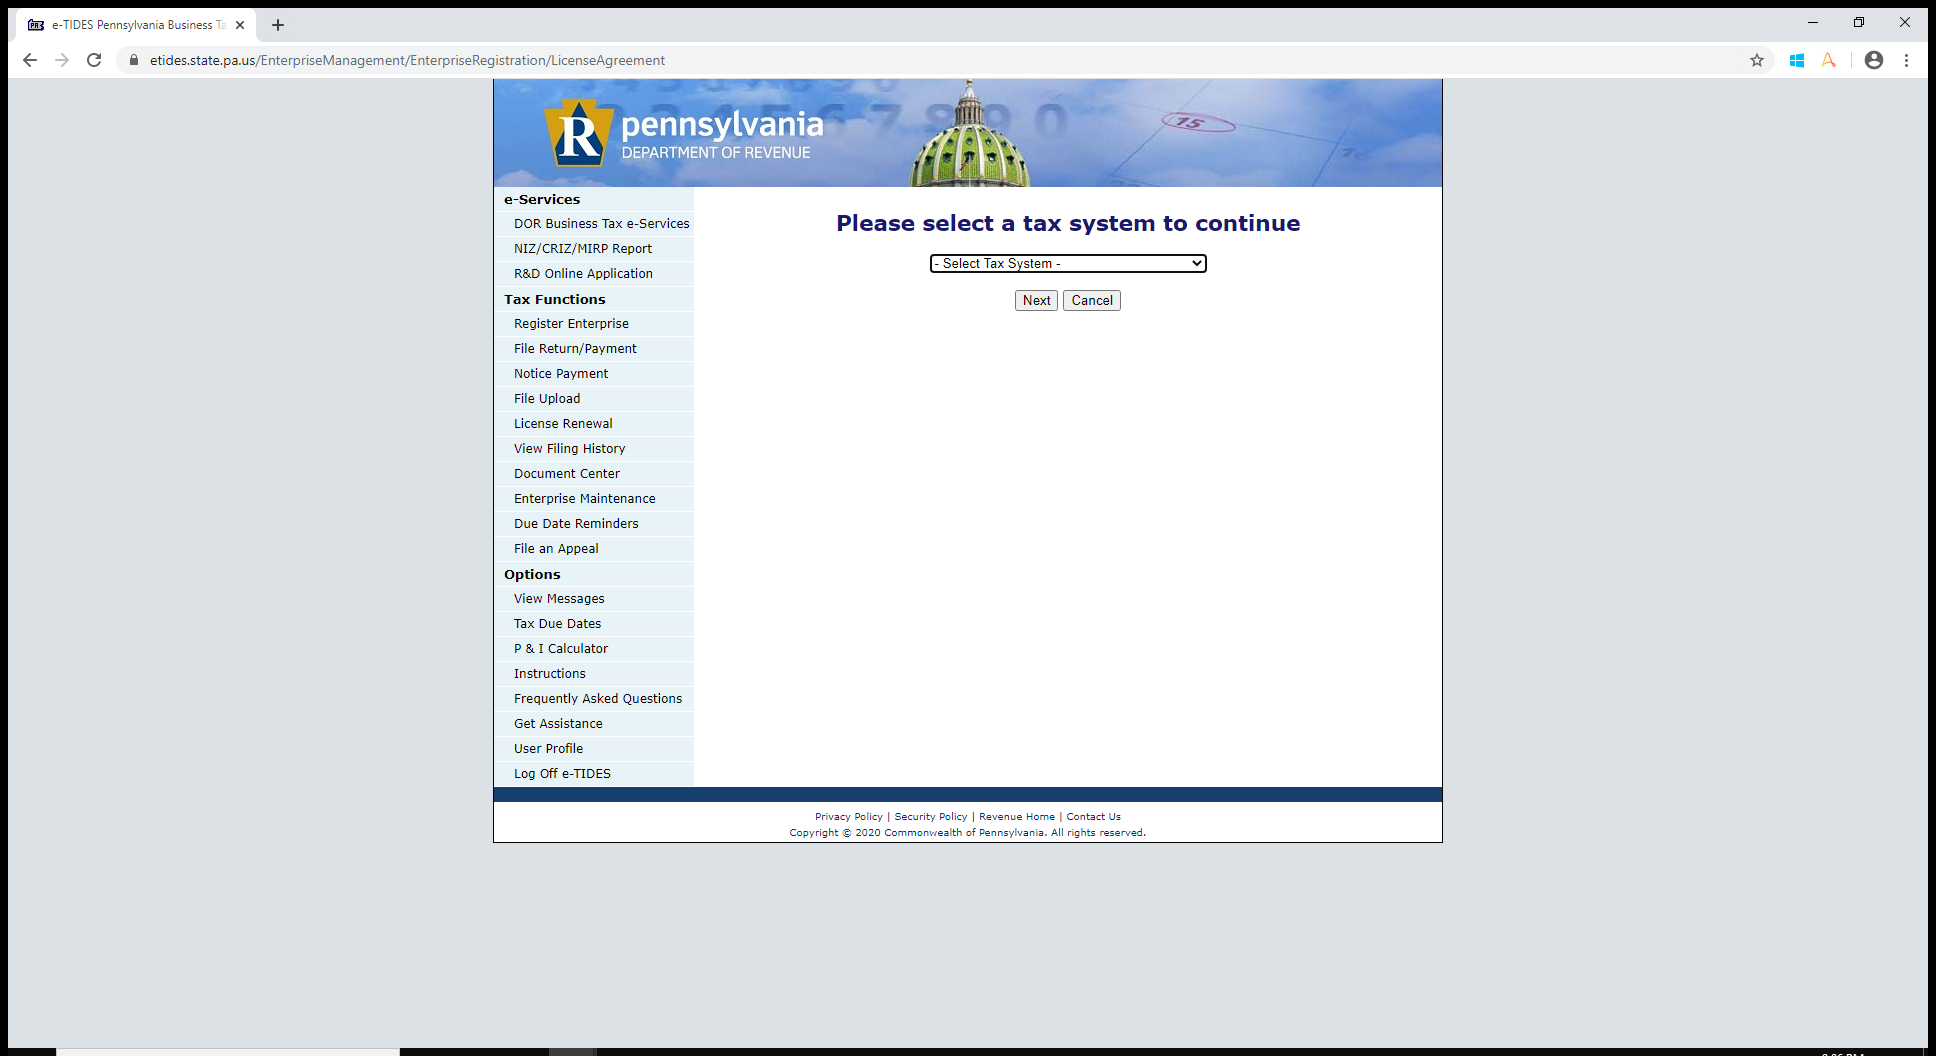 e-TIDES Pennsylvania Business Ta
etides.state.pa.us/EnterpriseManagement/EnterpriseRegistration/LicenseAgreement
R
pennsylvania
DEPARTMENT OF REVENUE
15
e-Services
DOR Business Tax e-Services
NIZ/CRIZ/MIRP Report
R&D Online Application
Tax Functions
Register Enterprise
File Return/Payment
Notice Payment
File Upload
License Renewal
View Filing History
Document Center
Enterprise Maintenance
Due Date Reminders
File an Appeal
Options
View Messages
Tax Due Dates
P & I Calculator
Instructions
Frequently Asked Questions
Get Assistance
User Profile
Log Off e-TIDES
Please select a tax system to continue
- Select Tax System -
Next Cancel
Privacy Policy | Security Policy | Revenue Home | Contact Us
Copyright © 2020 Commonwealth of Pennsylvania. All rights reserved.